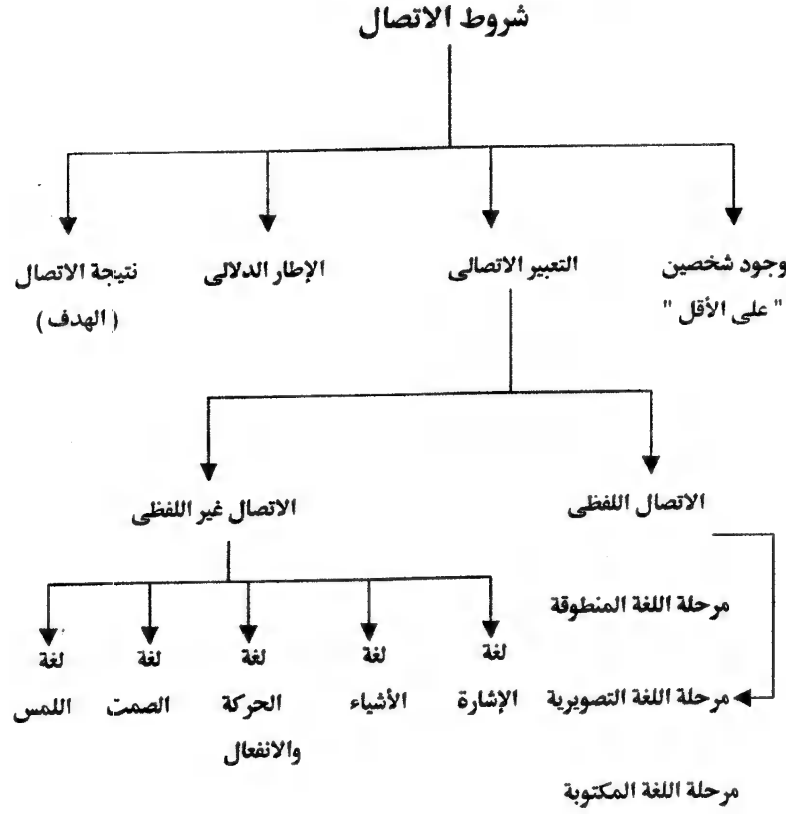 شروط الاتصال
وجود شخصين
" على الأقل "
التعبير الاتصالى
الإطار الدلالى
نتيجة الاتصال
(الهدف)
الاتصال اللفظى
مرحلة اللغة المنطوقة
مرحلة اللغة التصويرية
مرحلة اللغة المكتوبة
الاتصال غير اللفظى
لغة
الإشارة
لغة
الأشياء
لغة
الحركة
والانفعال
لغة
الصمت
لغة
اللمس